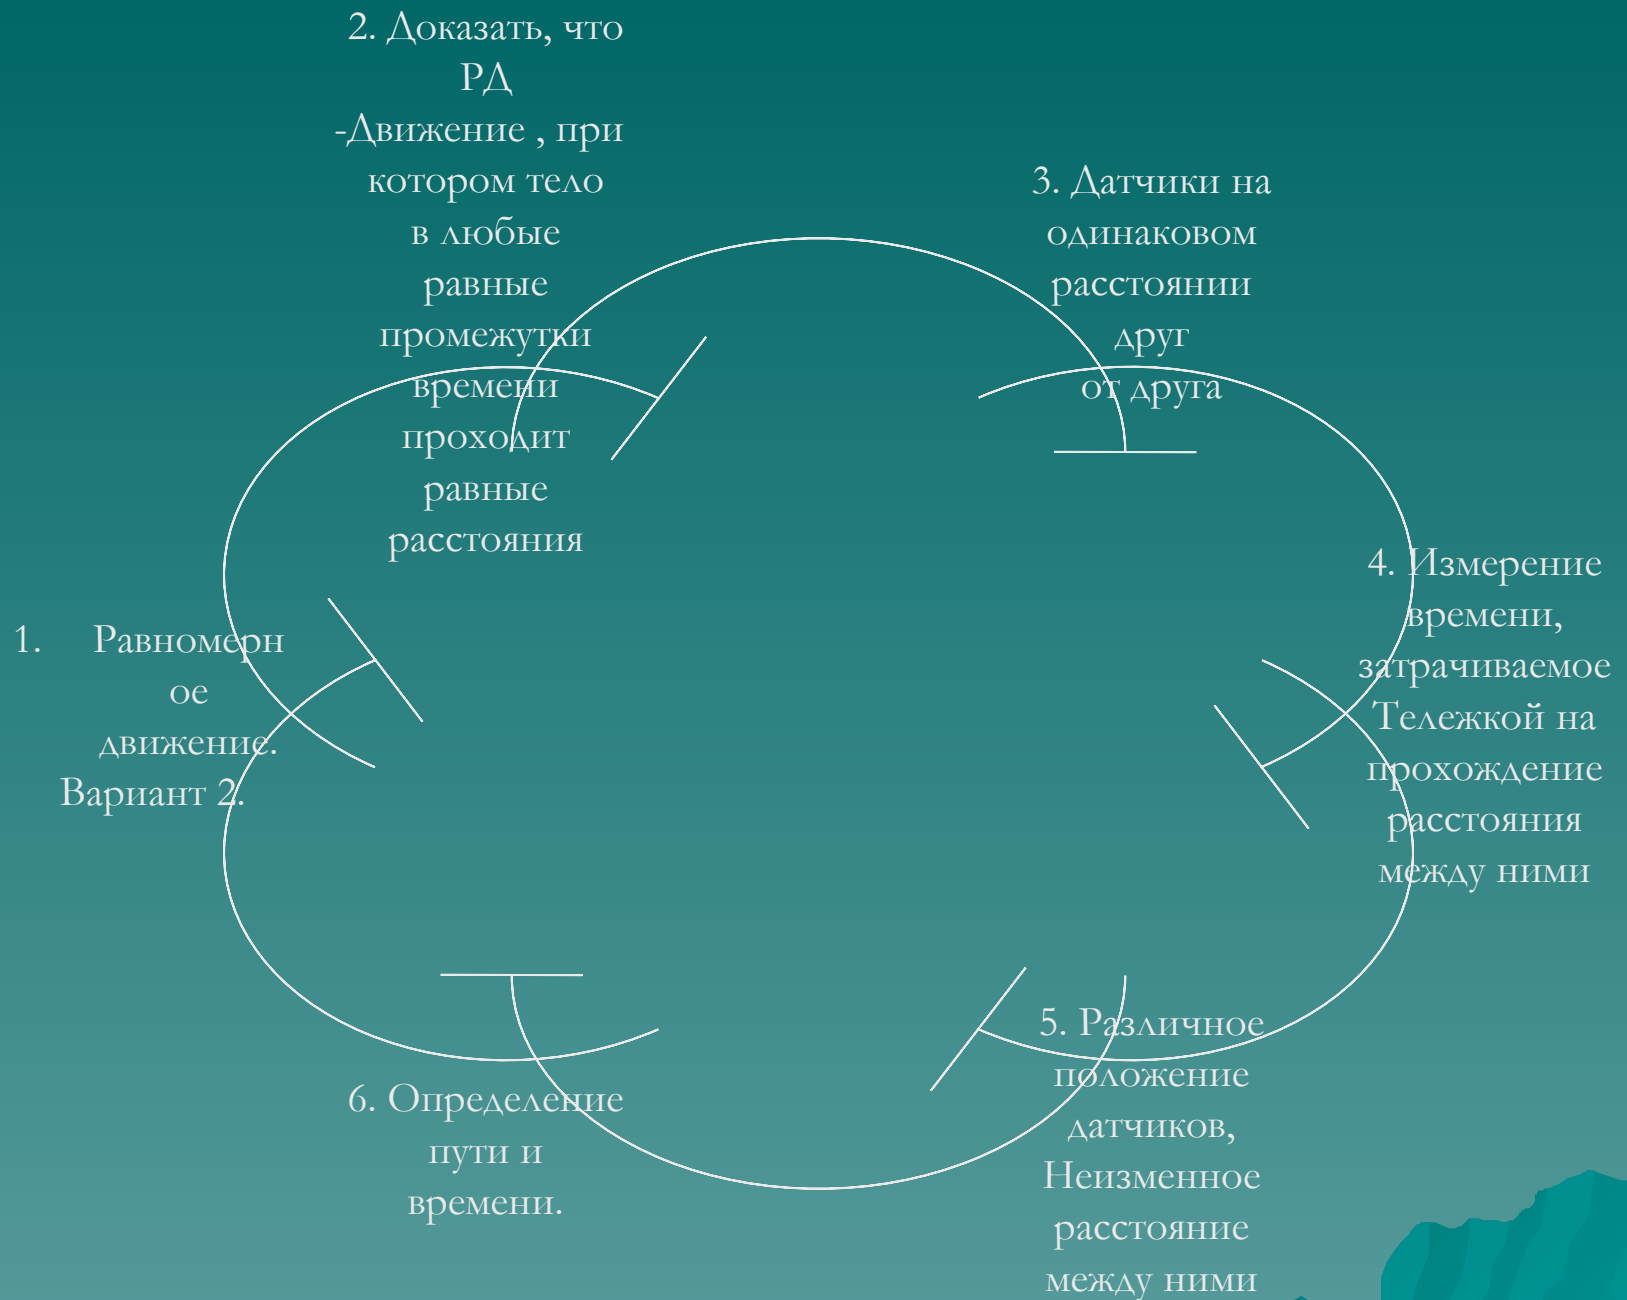 1. Равномерн
ое
движение.
Вариант 2.
2. Доказать, что
РД
-Движение , при
котором тело
в любые
равные
промежутки
времени
проходит
равные
расстояния
3. Датчики на
одинаковом
расстоянии
друг
от друга
4. Измерение
времени,
затрачиваемое
Тележкой на
прохождение
расстояния
между ними
5. Различное
положение
датчиков,
Неизменное
расстояние
между ними
6. Определение
пути и
времени.